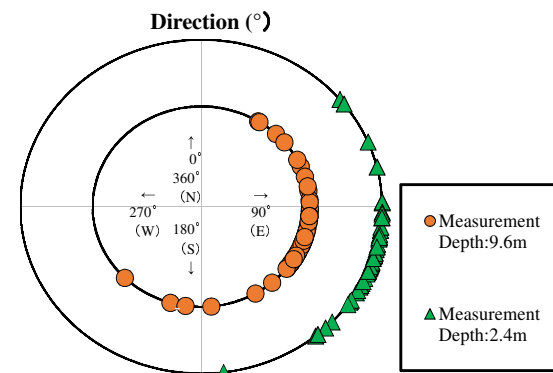 Direction (°)
↑
0°
360°
(N)
← →
270° 90°
(W) (E)
180°
(S)
↓
Measurement
Depth:9.6m
Measurement
Depth:2.4m